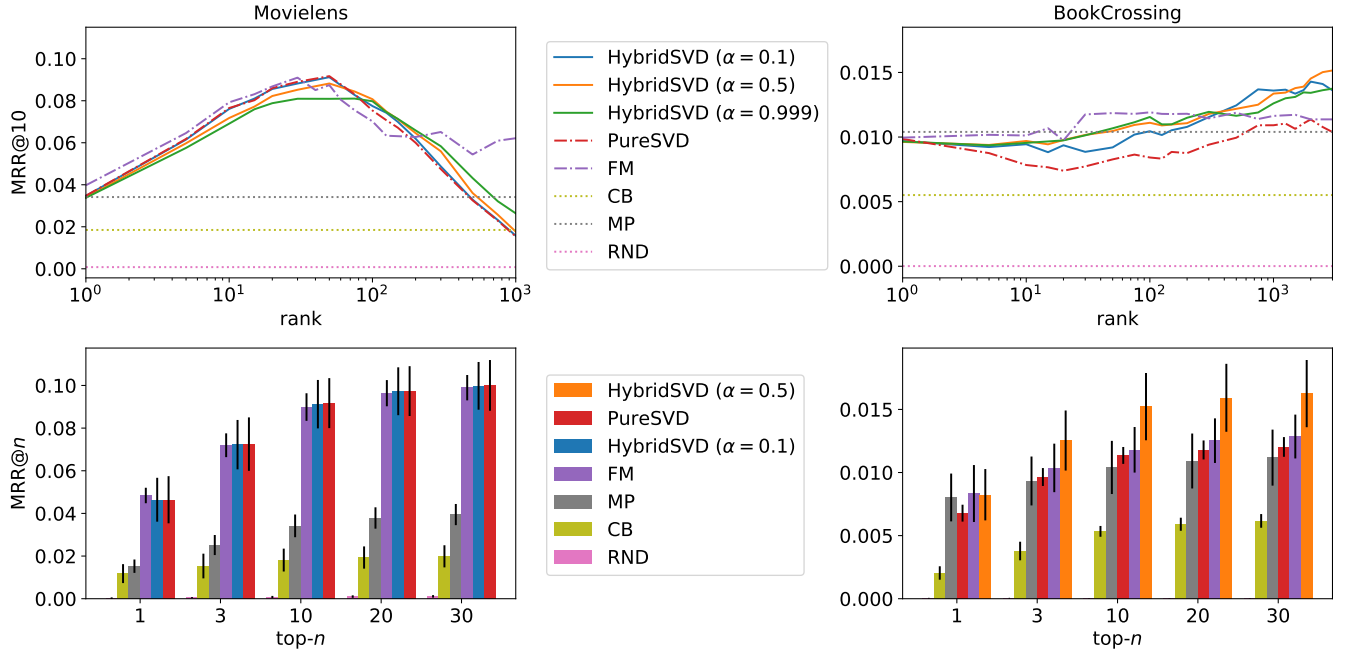 Movielens
MRR@10
0.10
0.08
0.06
0.04
0.02
0.00
10⁰ 10¹ 10² 10³
rank
HybridSVD (α = 0.1)
HybridSVD (α = 0.5)
HybridSVD (α = 0.999)
PureSVD
FM
CB
MP
RND
BookCrossing
0.015
0.010
0.005
0.000
10⁰ 10¹ 10² 10³
rank
MRR@n
0.10
0.08
0.06
0.04
0.02
0.00
1 3 10 20 30
top-n
HybridSVD (α = 0.5)
PureSVD
HybridSVD (α = 0.1)
FM
MP
CB
RND
0.015
0.010
0.005
0.000
1 3 10 20 30
top-n